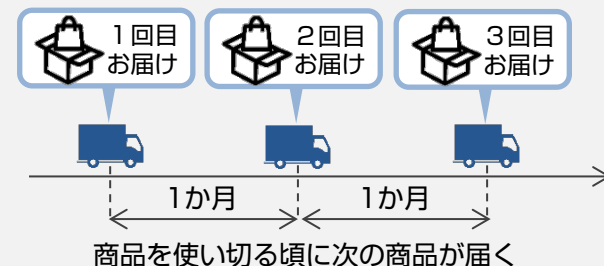 1回目
お届け
2回目
お届け
3回目
お届け
1か月
1か月
商品を使い切る頃に次の商品が届く